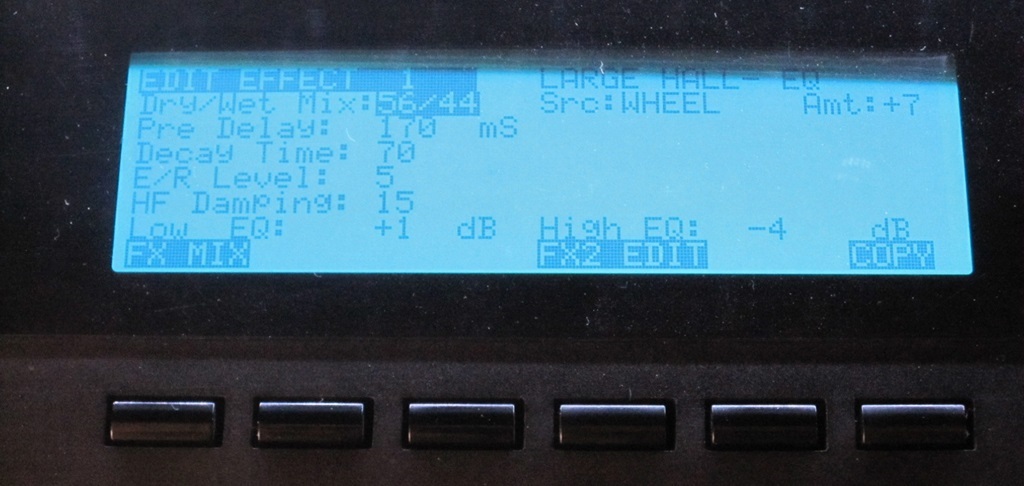 EDIT EFFECT 1 LARGE HALL- EQ
Dry/Wet Mix:56/44 Src:WHEEL Amt:+7
Pre Delay: 170 mS
Decay Time: 70
E/R Level: 5
HF Damping: 15
Low EQ: +1 dB High EQ: -4 dB
FX MIX FX2 EDIT COPY